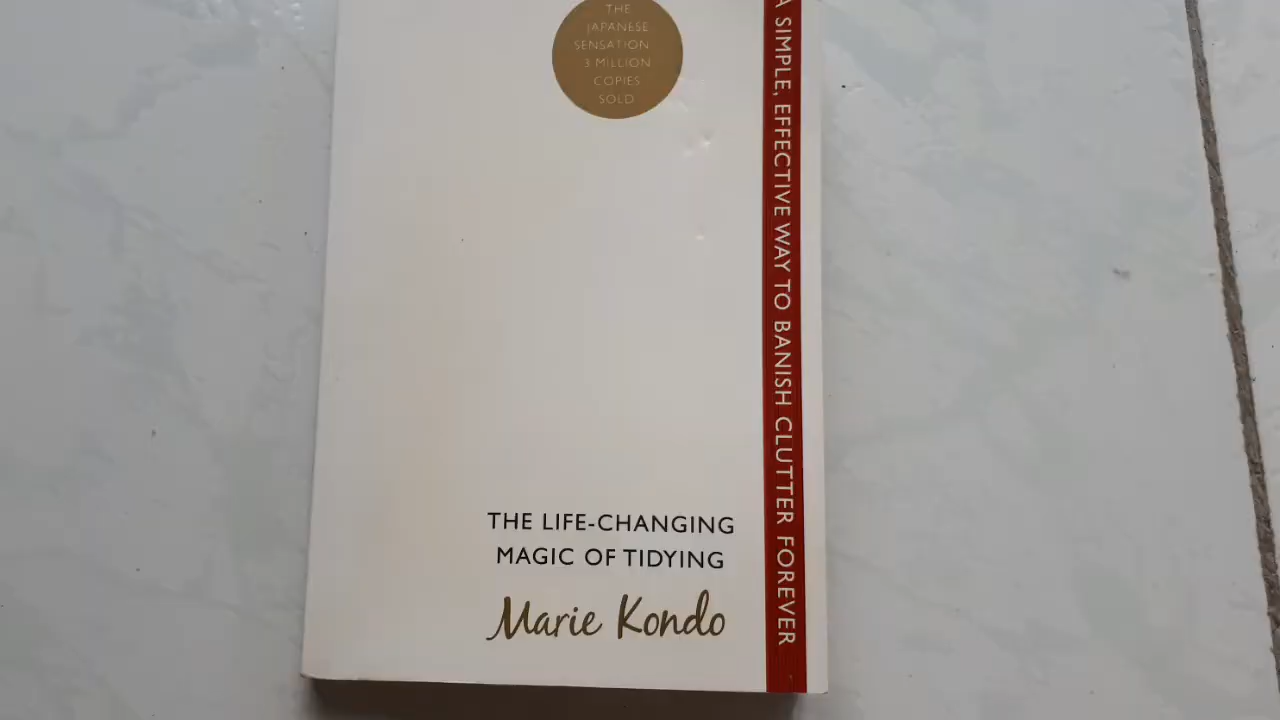 THE
JAPANESE
SENSATION
3 MILLION
COPIES
SOLD
A SIMPLE, EFFECTIVE WAY TO BANISH CLUTTER FOREVER
THE LIFE-CHANGING
MAGIC OF TIDYING
Marie Kondo